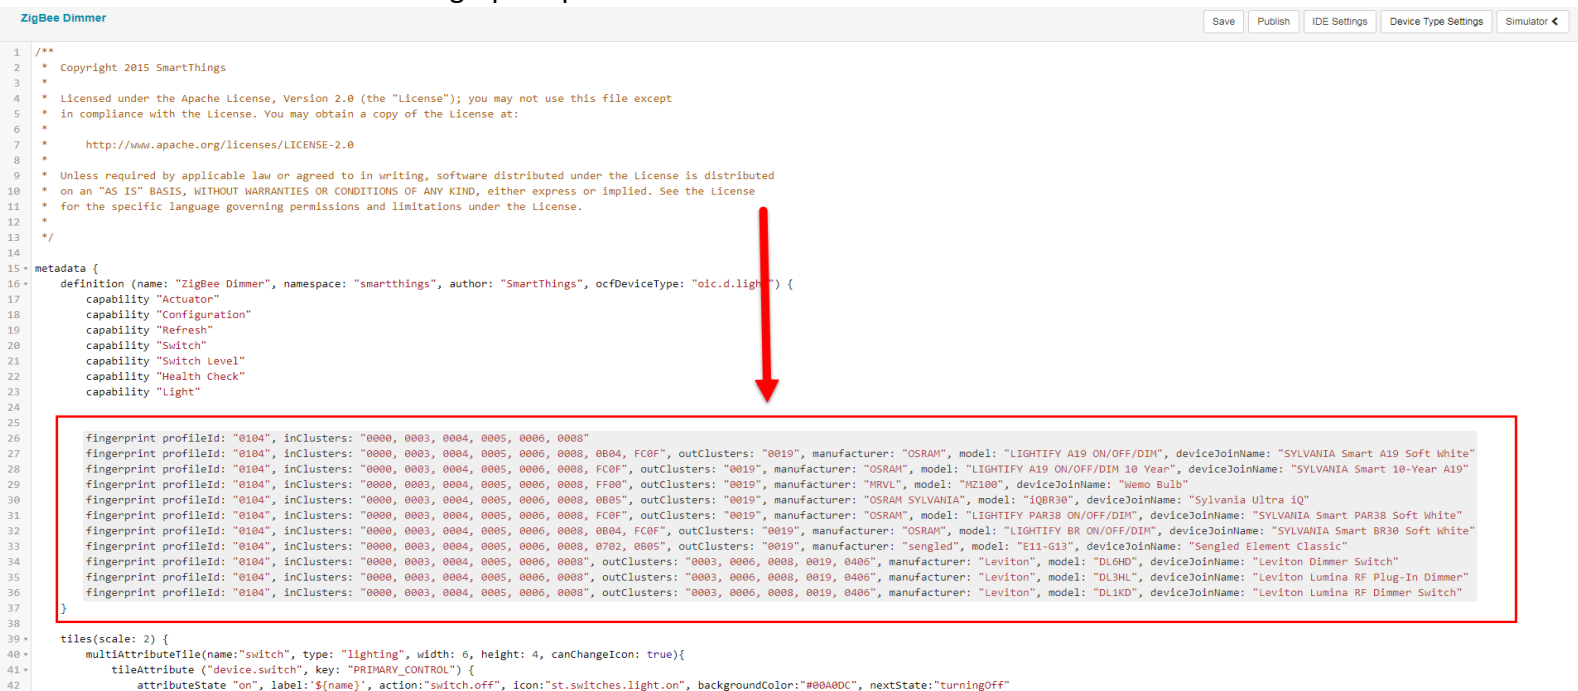 ZigBee Dimmer
Save Publish IDE Settings Device Type Settings Simulator
1 /**
2 * Copyright 2015 SmartThings
3 *
4 * Licensed under the Apache License, Version 2.0 (the "License"); you may not use this file except
5 * in compliance with the License. You may obtain a copy of the License at:
6 *
7 * http://www.apache.org/licenses/LICENSE-2.0
8 *
9 * Unless required by applicable law or agreed to in writing, software distributed under the License is distributed
10 * on an "AS IS" BASIS, WITHOUT WARRANTIES OR CONDITIONS OF ANY KIND, either express or implied. See the License
11 * for the specific language governing permissions and limitations under the License.
12 *
13 */
14
15 metadata {
16 definition (name: "ZigBee Dimmer", namespace: "smartthings", author: "SmartThings", ocfDeviceType: "oic.d.light") {
17 capability "Actuator"
18 capability "Configuration"
19 capability "Refresh"
20 capability "Switch"
21 capability "Switch Level"
22 capability "Health Check"
23 capability "Light"
24
25
26 fingerprint profileId: "0104", inClusters: "0000, 0003, 0004, 0005, 0006, 0008"
27 fingerprint profileId: "0104", inClusters: "0000, 0003, 0004, 0005, 0006, 0008, 0B04, FC0F", outClusters: "0019", manufacturer: "OSRAM", model: "LIGHTIFY A19 ON/OFF/DIM", deviceJoinName: "SYLVANIA Smart A19 Soft White"
28 fingerprint profileId: "0104", inClusters: "0000, 0003, 0004, 0005, 0006, 0008, FC0F", outClusters: "0019", manufacturer: "OSRAM", model: "LIGHTIFY A19 ON/OFF/DIM 10 Year", deviceJoinName: "SYLVANIA Smart 10-Year A19"
29 fingerprint profileId: "0104", inClusters: "0000, 0003, 0004, 0005, 0006, 0008, FF00", outClusters: "0019", manufacturer: "MRVL", model: "MZ100", deviceJoinName: "Wemo Bulb"
30 fingerprint profileId: "0104", inClusters: "0000, 0003, 0004, 0005, 0006, 0008, 0B05", outClusters: "0019", manufacturer: "OSRAM SYLVANIA", model: "iQBR30", deviceJoinName: "Sylvania Ultra iQ"
31 fingerprint profileId: "0104", inClusters: "0000, 0003, 0004, 0005, 0006, 0008, FC0F", outClusters: "0019", manufacturer: "OSRAM", model: "LIGHTIFY PAR38 ON/OFF/DIM", deviceJoinName: "SYLVANIA Smart PAR38 Soft White"
32 fingerprint profileId: "0104", inClusters: "0000, 0003, 0004, 0005, 0006, 0008, 0B04, FC0F", outClusters: "0019", manufacturer: "OSRAM", model: "LIGHTIFY BR ON/OFF/DIM", deviceJoinName: "SYLVANIA Smart BR30 Soft White"
33 fingerprint profileId: "0104", inClusters: "0000, 0003, 0004, 0005, 0006, 0008, 0702, 0B05", outClusters: "0019", manufacturer: "sengled", model: "E11-G13", deviceJoinName: "Sengled Element Classic"
34 fingerprint profileId: "0104", inClusters: "0000, 0003, 0004, 0005, 0006, 0008", outClusters: "0003, 0006, 0008, 0019, 0406", manufacturer: "Leviton", model: "DL6HD", deviceJoinName: "Leviton Dimmer Switch"
35 fingerprint profileId: "0104", inClusters: "0000, 0003, 0004, 0005, 0006, 0008", outClusters: "0003, 0006, 0008, 0019, 0406", manufacturer: "Leviton", model: "DL3HL", deviceJoinName: "Leviton Lumina RF Plug-In Dimmer"
36 fingerprint profileId: "0104", inClusters: "0000, 0003, 0004, 0005, 0006, 0008", outClusters: "0003, 0006, 0008, 0019, 0406", manufacturer: "Leviton", model: "DL1KD", deviceJoinName: "Leviton Lumina RF Dimmer Switch"
37 }
38
39 tiles(scale: 2) {
40 multiAttributeTile(name:"switch", type: "lighting", width: 6, height: 4, canChangeIcon: true){
41 tileAttribute ("device.switch", key: "PRIMARY_CONTROL") {
42 attributeState "on", label:'${name}', action:"switch.off", icon:"st.switches.light.on", backgroundColor:"#00A0DC", nextState:"turningOff"